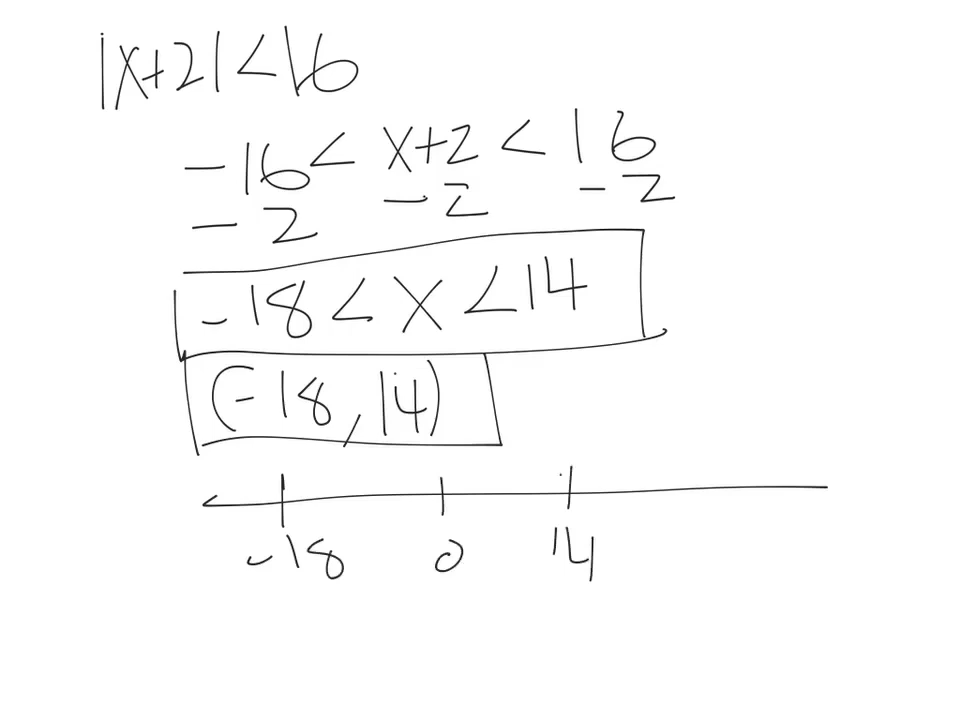 |x+2|<16
-16< x+2 <16
-2 -2 -2
-18<x<14
(-18,14)
-18 0 14